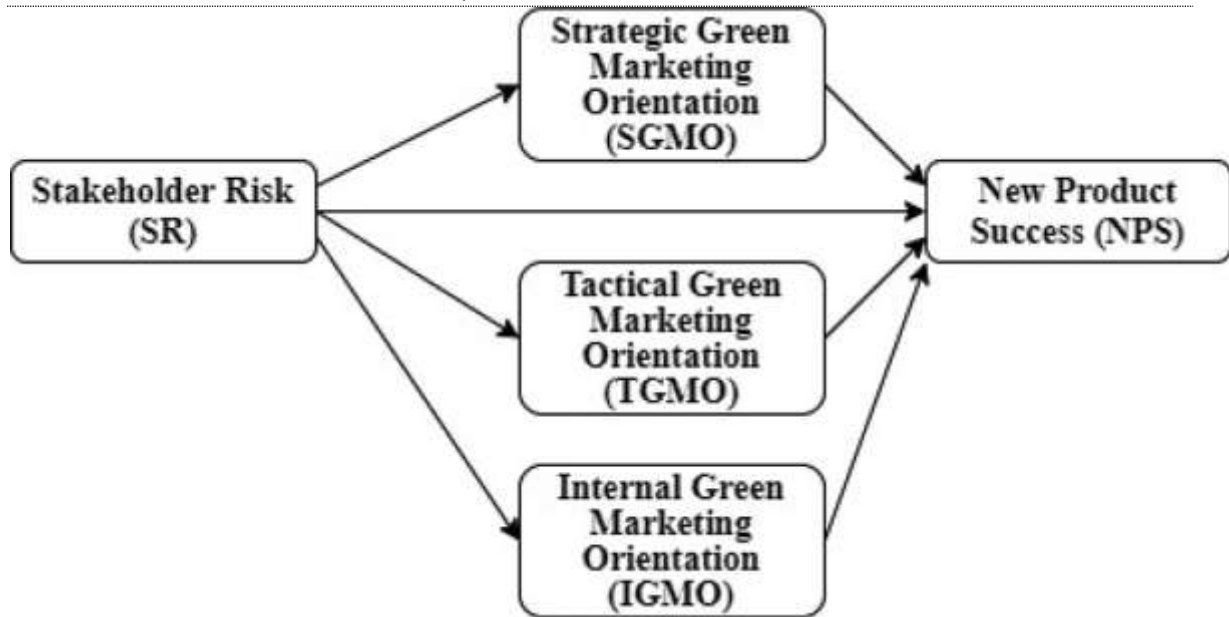 Strategic Green
Marketing
Orientation
(SGMO)
Stakeholder Risk
(SR)
New Product
Success (NPS)
Tactical Green
Marketing
Orientation
(TGMO)
Internal Green
Marketing
Orientation
(IGMO)